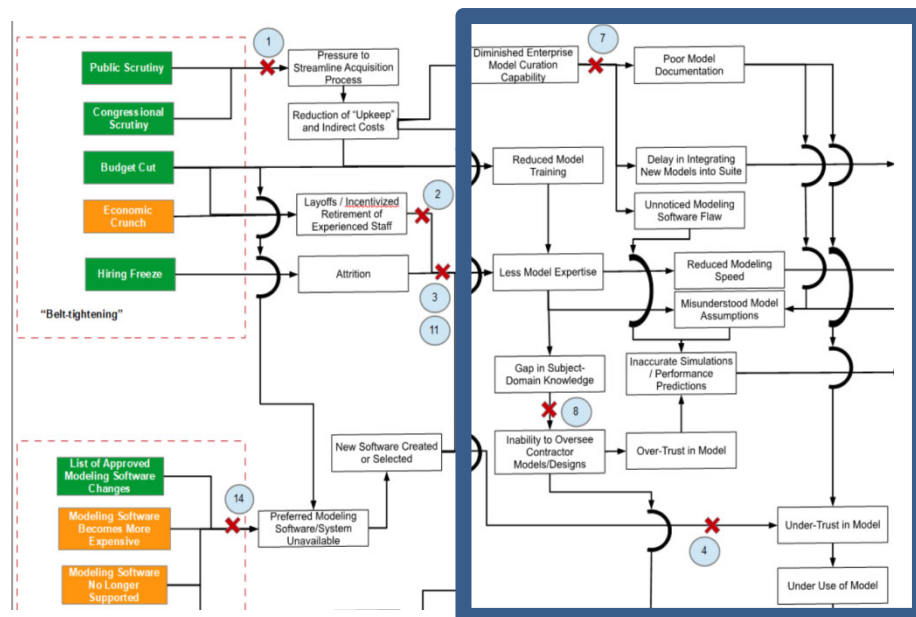 1
7
Public Scrutiny
Pressure to
Streamline Acquisition
Process
Diminished Enterprise
Model Curation
Capability
Poor Model
Documentation
Congressional
Scrutiny
Reduction of "Upkeep"
and Indirect Costs
Budget Cut
Reduced Model
Training
Delay in Integrating
New Models into Suite
Economic
Crunch
Layoffs / Incentivized
Retirement of
Experienced Staff
2
Unnoticed Modeling
Software Flaw
Hiring Freeze
Attrition
Less Model Expertise
Reduced Modeling
Speed
3
11
Misunderstood Model
Assumptions
"Belt-tightening"
Gap in Subject-
Domain Knowledge
Inaccurate Simulations
/ Performance
Predictions
8
New Software Created
or Selected
Inability to Oversee
Contractor
Models/Designs
Over-Trust in Model
List of Approved
Modeling Software
Changes
14
Modeling Software
Becomes More
Expensive
Preferred Modeling
Software/System
Unavailable
4
Under-Trust in Model
Modeling Software
No Longer
Supported
Under Use of Model